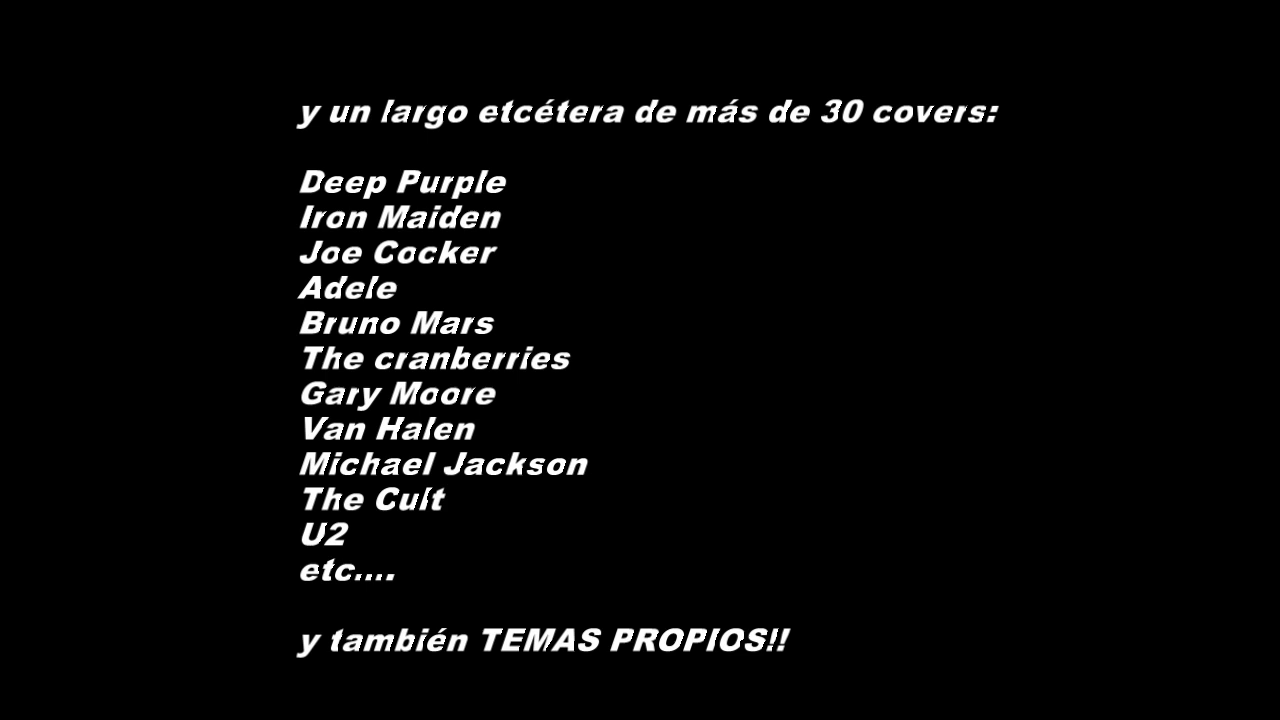 y un largo etcétera de más de 30 covers:
Deep Purple
Iron Maiden
Joe Cocker
Adele
Bruno Mars
The cranberries
Gary Moore
Van Halen
Michael Jackson
The Cult
U2
etc....
y también TEMAS PROPIOS!!